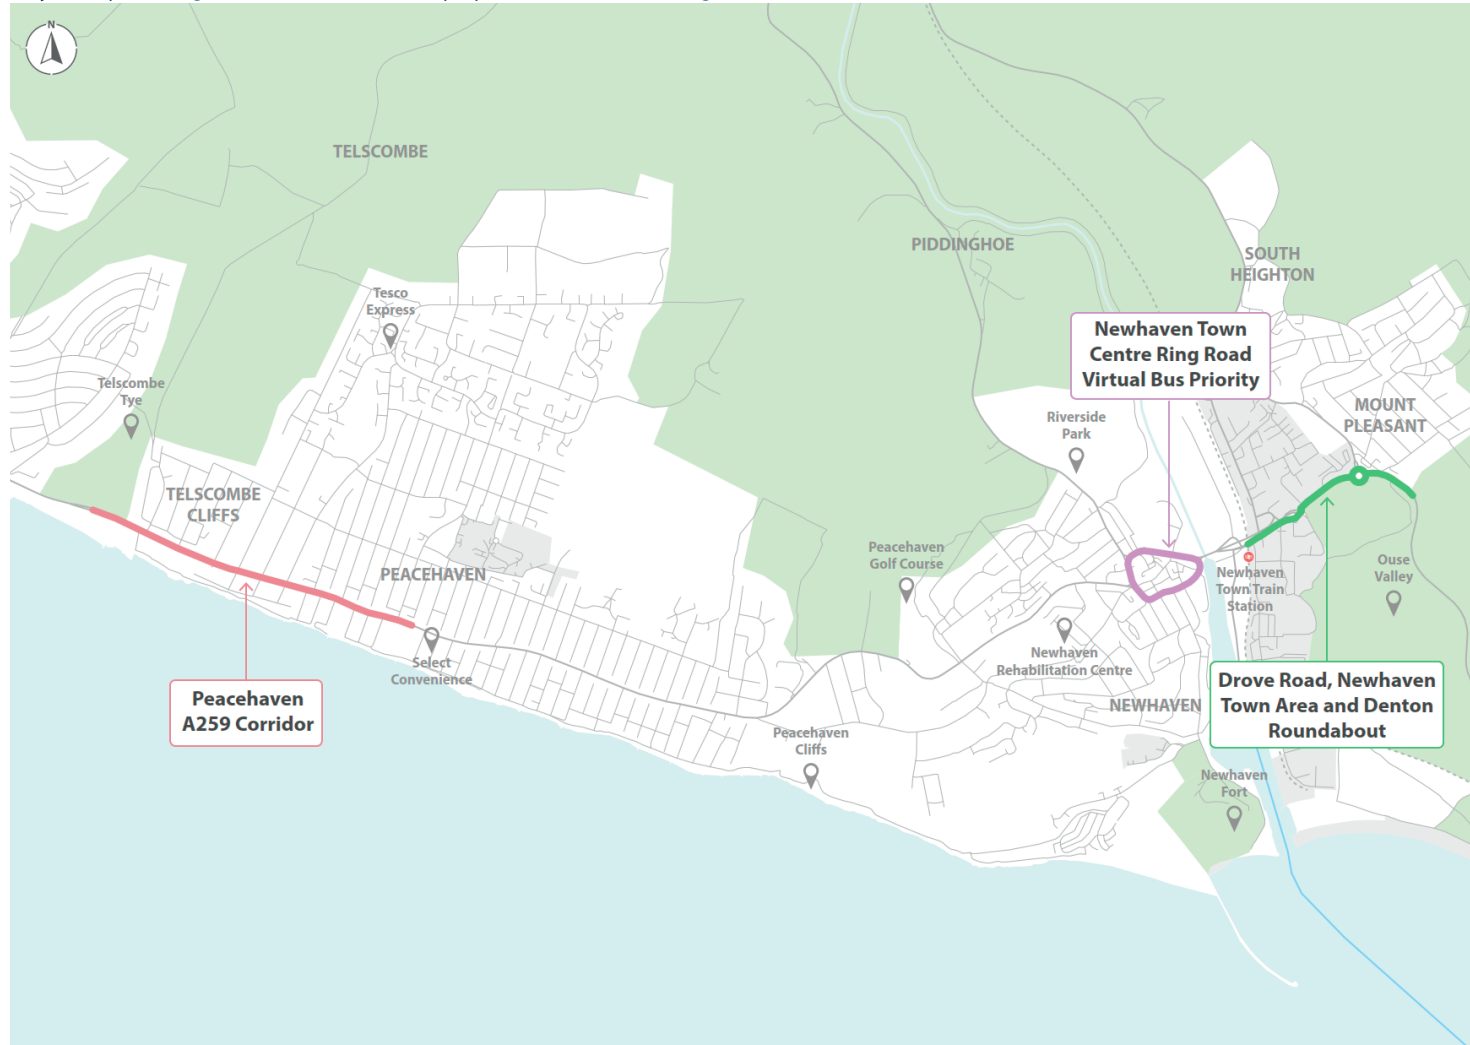 N
TELSCOMBE
PIDDINGHOE
SOUTH
HEIGHTON
Tesco
Express
Newhaven Town
Centre Ring Road
Virtual Bus Priority
Telscombe
Tye
MOUNT
PLEASANT
Riverside
Park
TELSCOMBE
CLIFFS
Peacehaven
Golf Course
PEACEHAVEN
Newhaven
Town Train
Station
Ouse
Valley
Select
Convenience
Newhaven
Rehabilitation Centre
Peacehaven
A259 Corridor
NEWHAVEN
Drove Road, Newhaven
Town Area and Denton
Roundabout
Peacehaven
Cliffs
Newhaven
Fort